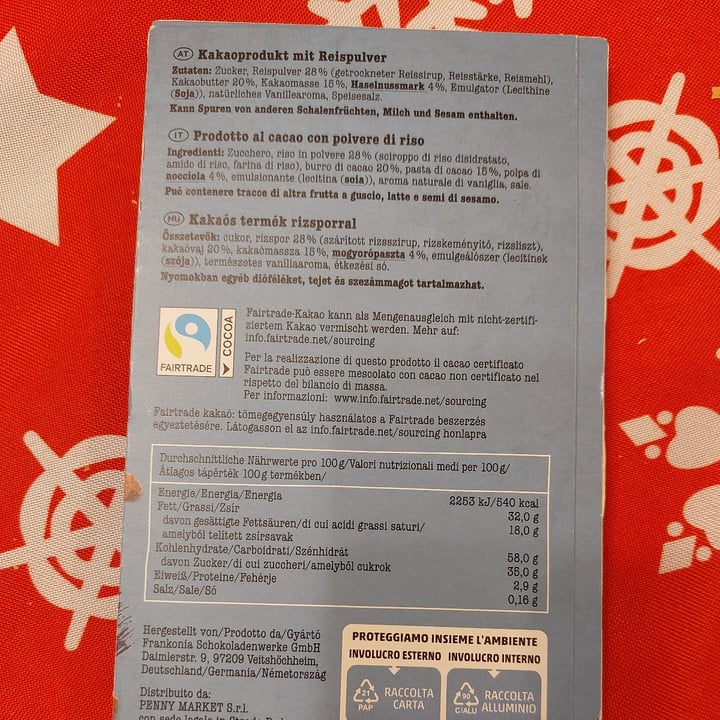 AT Kakaoprodukt mit Reispulver
Zutaten: Zucker, Reispulver 28% (getrockneter Reissirup, Reisstärke, Reismehl),
Kakaobutter 20%, Kakaomasse 15%, Haselnussmark 4%, Emulgator (Lecithine
(Soja)), natürliches Vanillearoma, Speisesalz.
Kann Spuren von anderen Schalenfrüchten, Milch und Sesam enthalten.
IT Prodotto al cacao con polvere di riso
Ingredienti: Zucchero, riso in polvere 28% (sciroppo di riso disidratato,
amido di riso, farina di riso), burro di cacao 20%, pasta di cacao 15%, polpa di
nocciola 4%, emulsionante (lecitina (soia)), aroma naturale di vaniglia, sale.
Può contenere tracce di altra frutta a guscio, latte e semi di sesamo.
HU Kakaós termék rizsporral
Összetevők: cukor, rizspor 28% (szárított rizsszirup, rizskeményítő, rizsliszt),
kakaóvaj 20%, kakaómassza 15%, mogyorópaszta 4%, emulgeálószer (lecitinek
(szója)), természetes vaníliaaroma, étkezési só.
Nyomokban egyéb dióféléket, tejet és szezámmagot tartalmazhat.
FAIRTRADE
COCOA
Fairtrade-Kakao kann als Mengenausgleich mit nicht-zertifi-
ziertem Kakao vermischt werden. Mehr auf:
info.fairtrade.net/sourcing
Per la realizzazione di questo prodotto il cacao certificato
Fairtrade può essere mescolato con cacao non certificato nel
rispetto del bilancio di massa.
Per informazioni: www.info.fairtrade.net/sourcing
Fairtrade kakaó: tömegegyensúly használatos a Fairtrade beszerzés
egyeztetésére. Látogasson el az info.fairtrade.net/sourcing honlapra
Durchschnittliche Nährwerte pro 100g/Valori nutrizionali medi per 100g/
Átlagos tápérték 100g termékben/
Energie/Energia/Energia 2253 kJ/540 kcal
Fett/Grassi/Zsír 32,0 g
davon gesättigte Fettsäuren/di cui acidi grassi saturi/ 18,0 g
amelyből telített zsírsavak
Kohlenhydrate/Carboidrati/Szénhidrát 58,0 g
davon Zucker/di cui zuccheri/amelyből cukrok 35,0 g
Eiweiß/Proteine/Fehérje 2,9 g
Salz/Sale/Só 0,16 g
Hergestellt von/Prodotto da/Gyártó
Frankonia Schokoladenwerke GmbH
Daimlerstr. 9, 97209 Veitshöchheim,
Deutschland/Germania/Németország
Distribuito da:
PENNY MARKET S.r.l.
PROTEGGIAMO INSIEME L'AMBIENTE
INVOLUCRO ESTERNO INVOLUCRO INTERNO
21 PAP RACCOLTA CARTA
90 C/ALU RACCOLTA ALLUMINIO